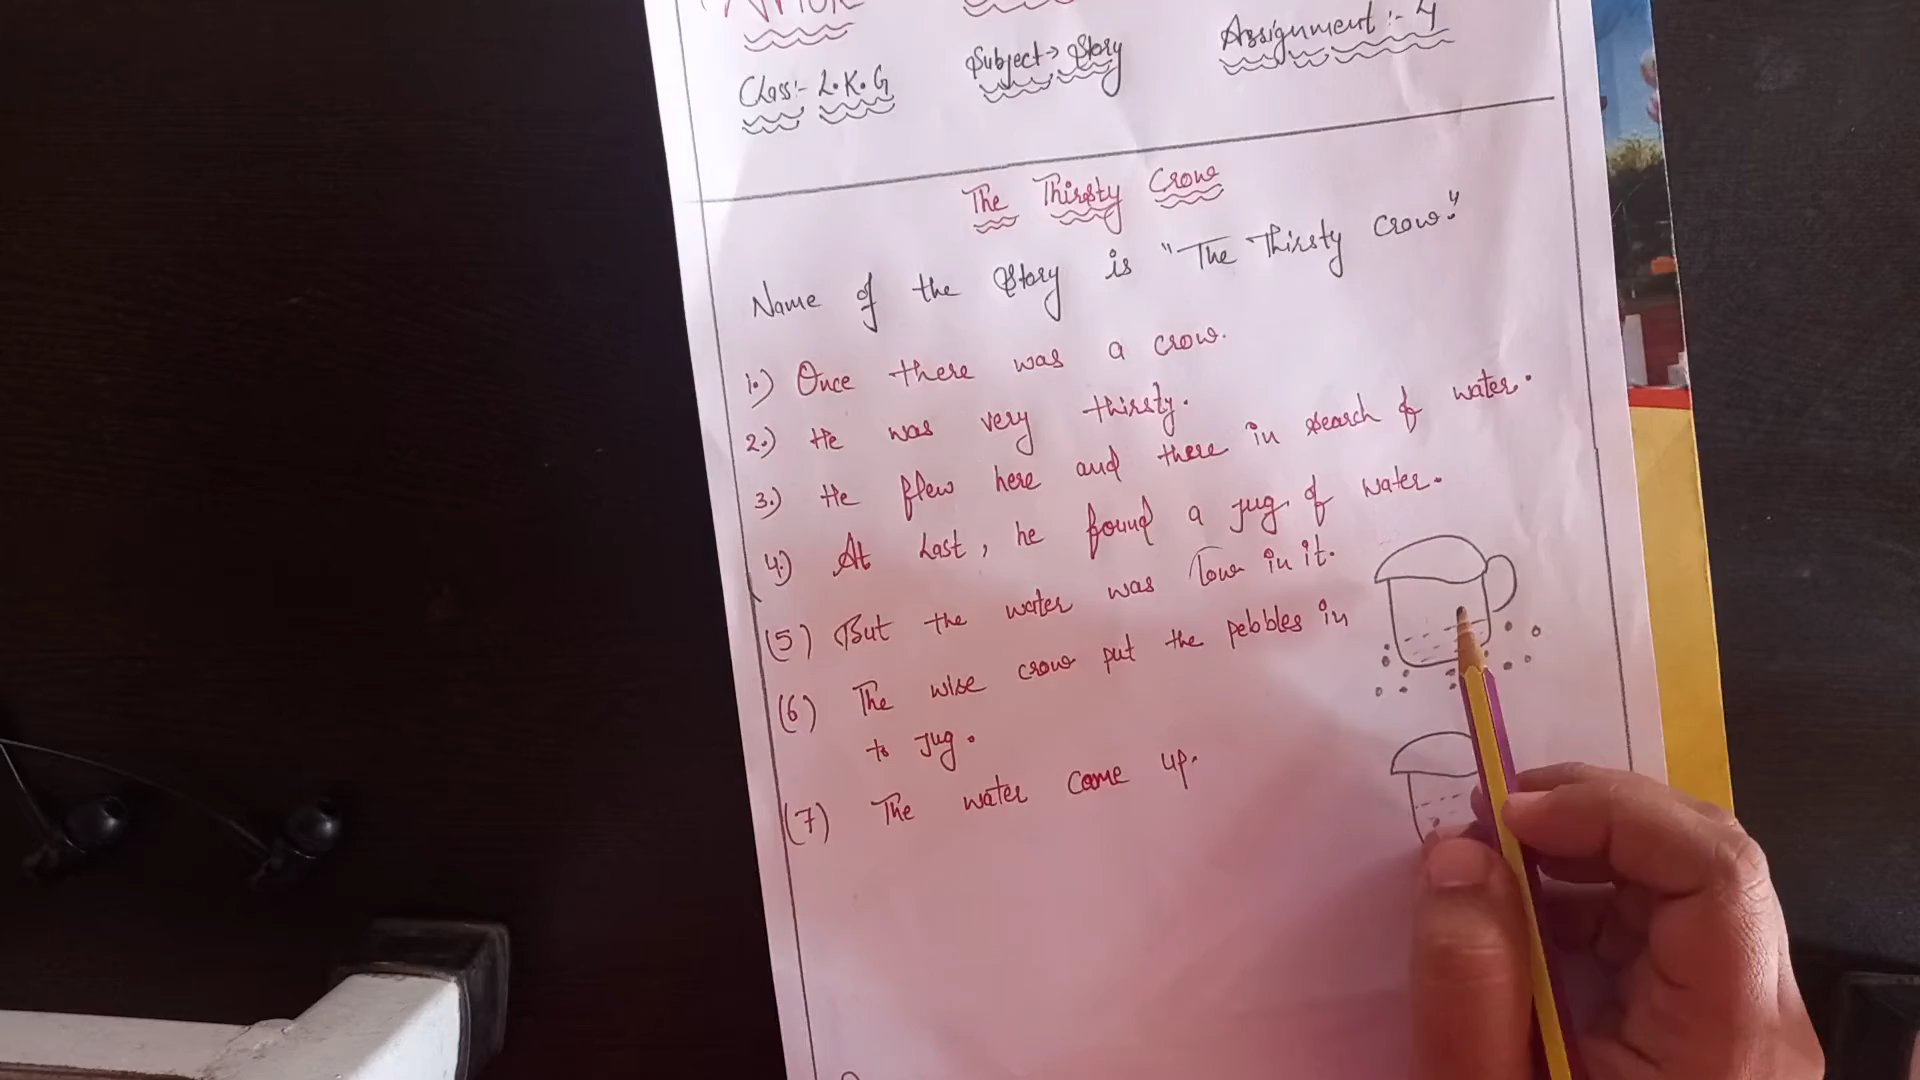 Class:- L.K.G
Subject → Story
Assignment :- 4
The Thirsty Crow
Name of the Story is "The Thirsty Crow."
1.) Once there was a crow.
2.) He was very thirsty.
3.) He flew here and there in search of water.
4.) At last, he found a jug of water.
(5) But the water was low in it.
(6) The wise crow put the pebbles in
to jug.
(7) The water came up.